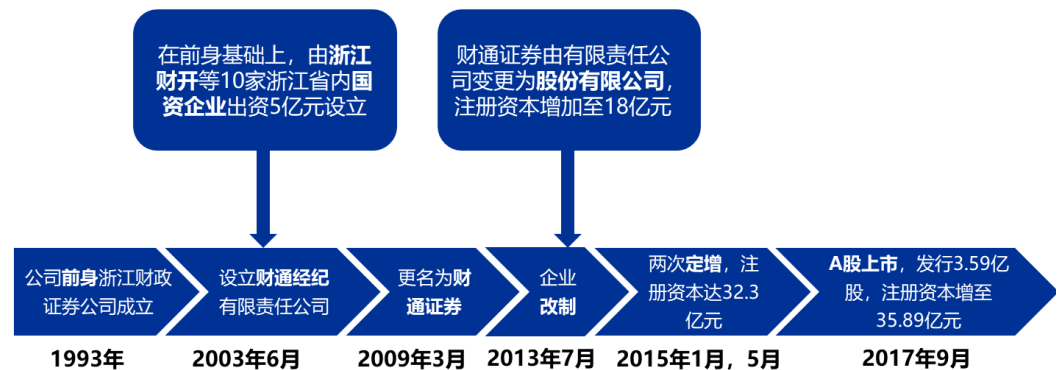 在前身基础上，由浙江
财开等10家浙江省内国
资企业出资5亿元设立
财通证券由有限责任公
司变更为股份有限公司，
注册资本增加至18亿元
公司前身浙江财政
证券公司成立
设立财通经纪
有限责任公司
更名为财
通证券
企业
改制
两次定增，注
册资本达32.3
亿元
A股上市，发行3.59亿
股，注册资本增至
35.89亿元
1993年
2003年6月
2009年3月
2013年7月
2015年1月，5月
2017年9月